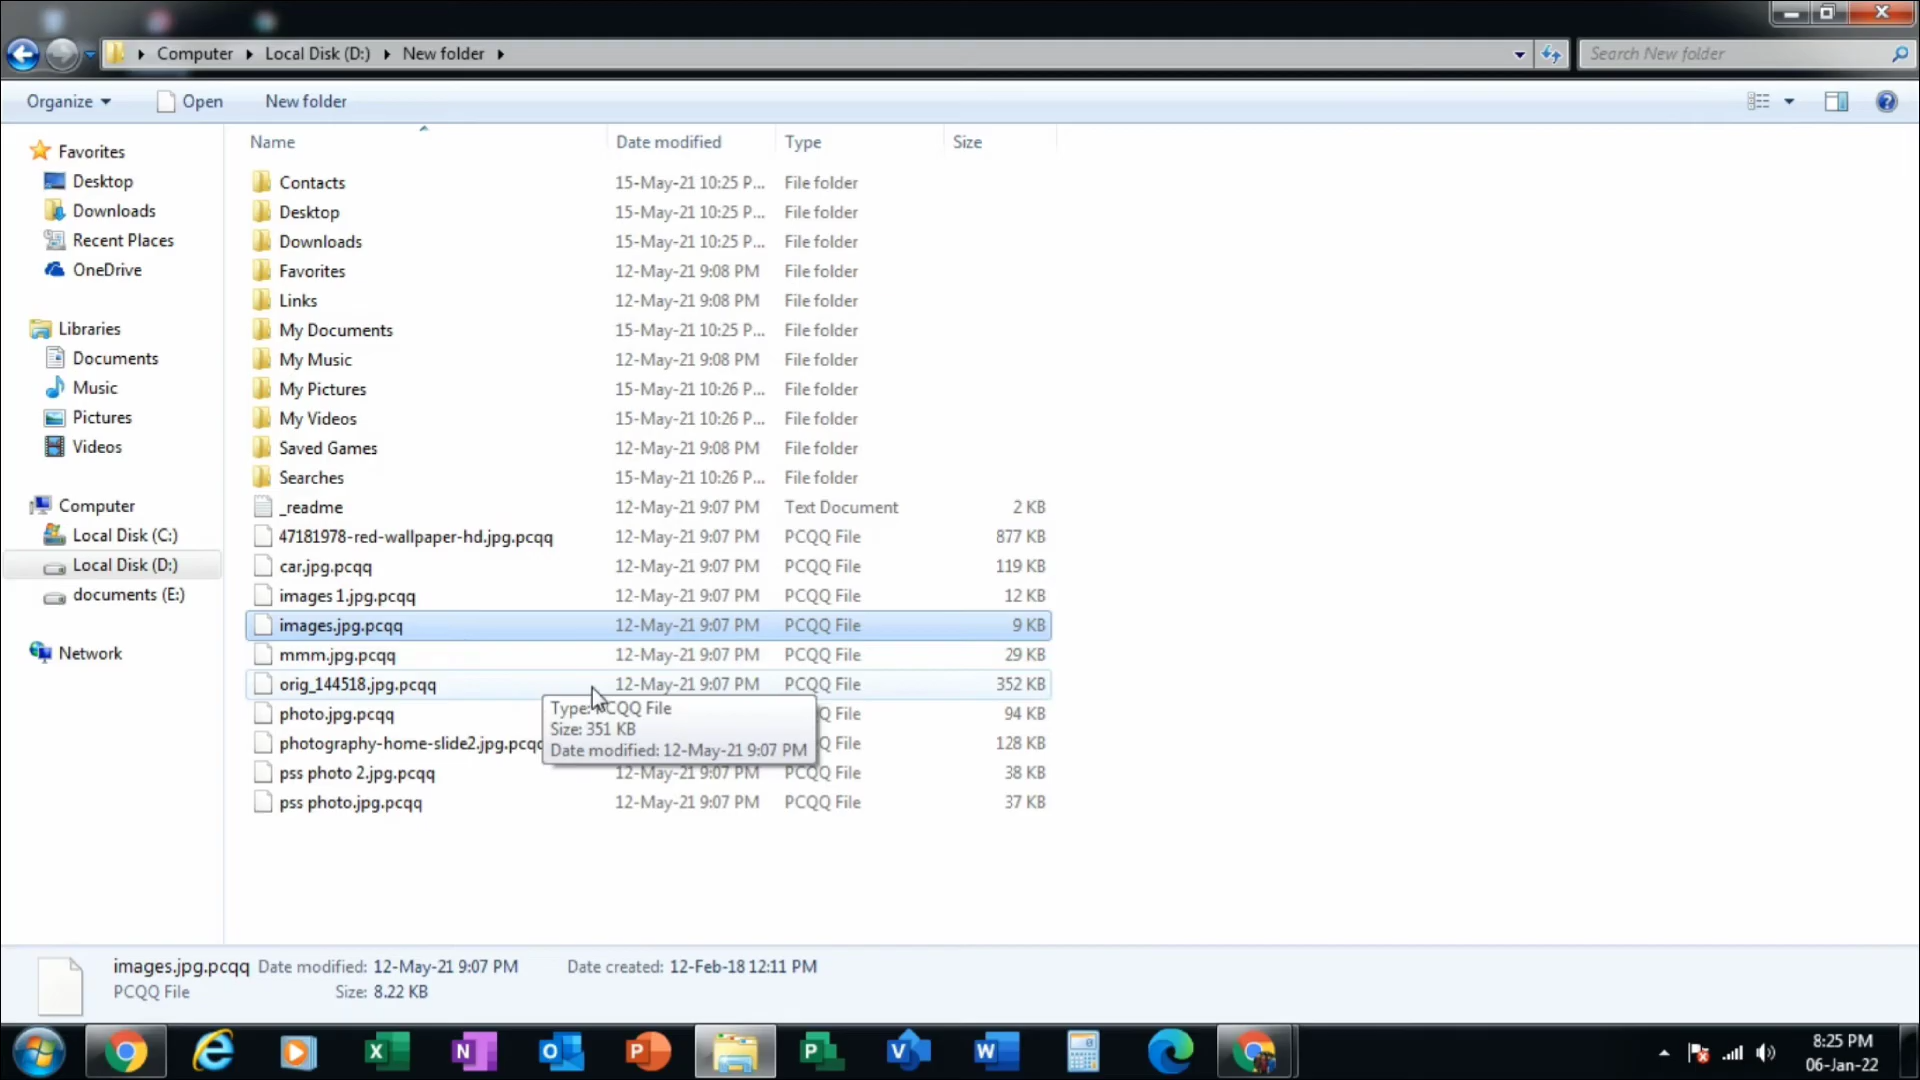 Computer Local Disk (D:) New folder
Search New folder
Organize Open New folder
Favorites
Desktop
Downloads
Recent Places
OneDrive
Libraries
Documents
Music
Pictures
Videos
Computer
Local Disk (C:)
Local Disk (D:)
documents (E:)
Network
Name Date modified Type Size
Contacts 15-May-21 10:25 P... File folder
Desktop 15-May-21 10:25 P... File folder
Downloads 15-May-21 10:25 P... File folder
Favorites 12-May-21 9:08 PM File folder
Links 12-May-21 9:08 PM File folder
My Documents 15-May-21 10:25 P... File folder
My Music 12-May-21 9:08 PM File folder
My Pictures 15-May-21 10:26 P... File folder
My Videos 15-May-21 10:26 P... File folder
Saved Games 12-May-21 9:08 PM File folder
Searches 15-May-21 10:26 P... File folder
_readme 12-May-21 9:07 PM Text Document 2 KB
47181978-red-wallpaper-hd.jpg.pcqq 12-May-21 9:07 PM PCQQ File 877 KB
car.jpg.pcqq 12-May-21 9:07 PM PCQQ File 119 KB
images 1.jpg.pcqq 12-May-21 9:07 PM PCQQ File 12 KB
images.jpg.pcqq 12-May-21 9:07 PM PCQQ File 9 KB
mmm.jpg.pcqq 12-May-21 9:07 PM PCQQ File 29 KB
orig_144518.jpg.pcqq 12-May-21 9:07 PM PCQQ File 352 KB
photo.jpg.pcqq Q File 94 KB
photography-home-slide2.jpg.pcqq Q File 128 KB
pss photo 2.jpg.pcqq 12-May-21 9:07 PM PCQQ File 38 KB
pss photo.jpg.pcqq 12-May-21 9:07 PM PCQQ File 37 KB
Type: PCQQ File
Size: 351 KB
Date modified: 12-May-21 9:07 PM
images.jpg.pcqq Date modified: 12-May-21 9:07 PM Date created: 12-Feb-18 12:11 PM
PCQQ File Size: 8.22 KB
8:25 PM
06-Jan-22